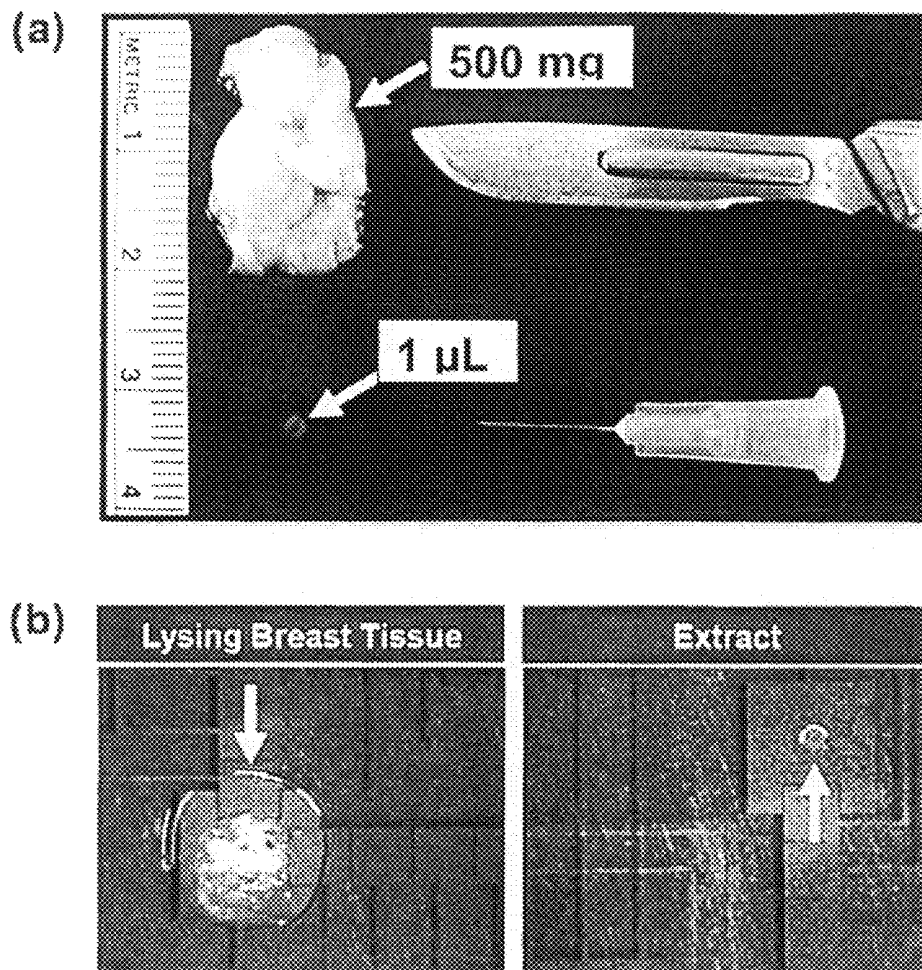 (a)
METRIC
500 mg
1
2
1 µL
3
4
(b)
Lysing Breast Tissue
Extract